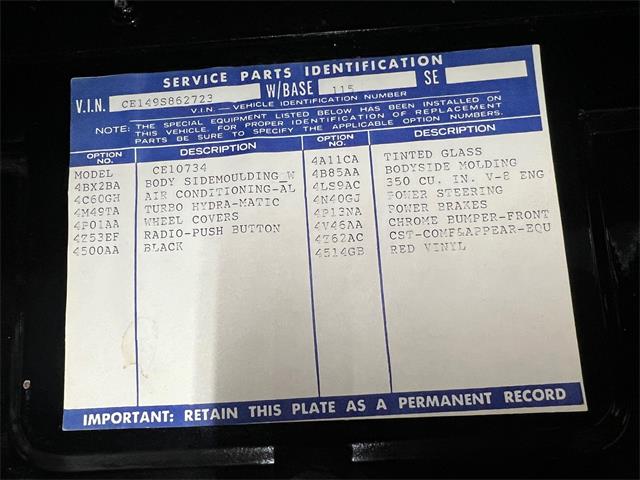 SERVICE PARTS IDENTIFICATION
V.I.N. CE149S862723 W/BASE 115 SE
V.I.N. — VEHICLE IDENTIFICATION NUMBER
NOTE: THE SPECIAL EQUIPMENT LISTED BELOW HAS BEEN INSTALLED ON
THIS VEHICLE. FOR PROPER IDENTIFICATION OF REPLACEMENT
PARTS BE SURE TO SPECIFY THE APPLICABLE OPTION NUMBERS.
OPTION NO. DESCRIPTION OPTION NO. DESCRIPTION
MODEL CE10734 4A11CA TINTED GLASS
4BX2BA BODY SIDEMOULDING W 4B85AA BODYSIDE MOLDING
4C60GH AIR CONDITIONING-AL 4LS9AC 350 CU. IN. V-8 ENG
4M49TA TURBO HYDRA-MATIC 4N40GJ POWER STEERING
4P01AA WHEEL COVERS 4P13NA POWER BRAKES
4Z53EF RADIO-PUSH BUTTON 4V46AA CHROME BUMPER-FRONT
4500AA BLACK 4Z62AC CST-COMF&APPEAR-EQU
4514GB RED VINYL
IMPORTANT: RETAIN THIS PLATE AS A PERMANENT RECORD